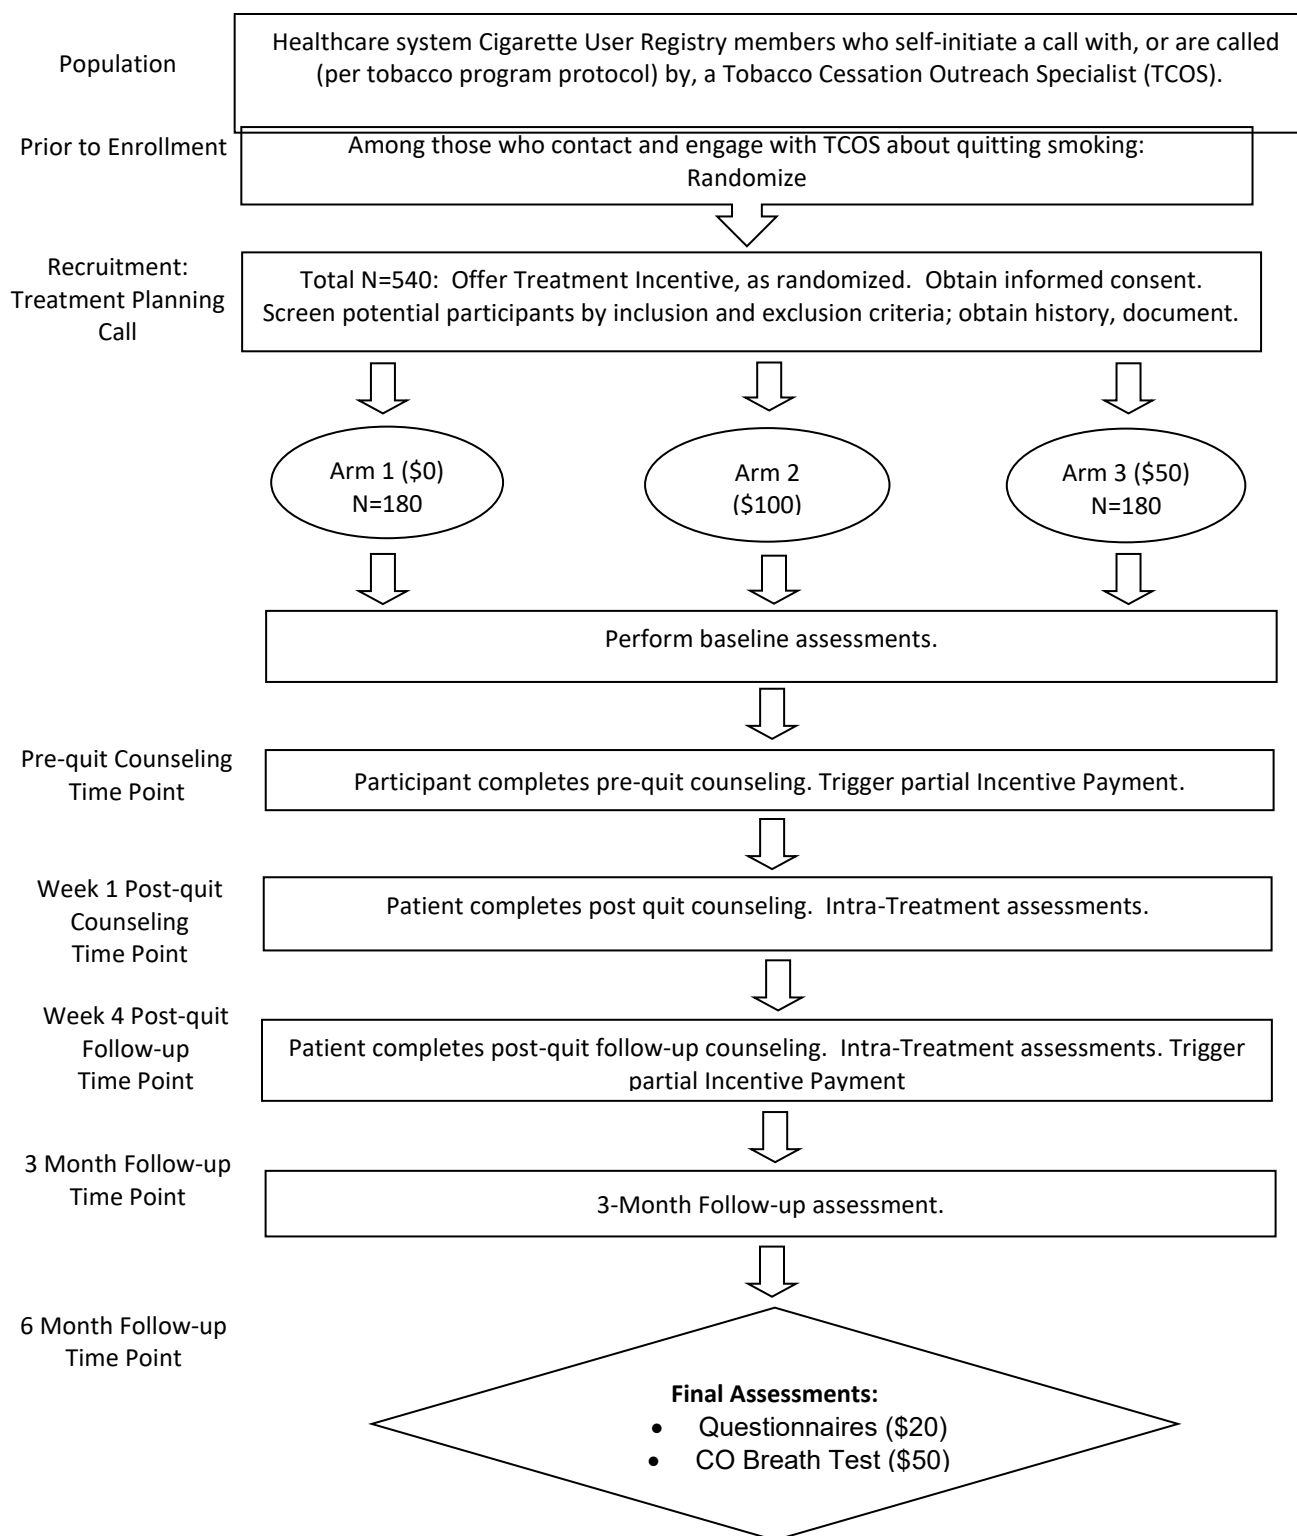 Population
Healthcare system Cigarette User Registry members who self-initiate a call with, or are called
(per tobacco program protocol) by, a Tobacco Cessation Outreach Specialist (TCOS).
Prior to Enrollment
Among those who contact and engage with TCOS about quitting smoking:
Randomize
Recruitment:
Treatment Planning
Call
Total N=540:  Offer Treatment Incentive, as randomized.  Obtain informed consent.
Screen potential participants by inclusion and exclusion criteria; obtain history, document.
Arm 1 ($0)
N=180
Arm 2
($100)
Arm 3 ($50)
N=180
Perform baseline assessments.
Pre-quit Counseling
Time Point
Participant completes pre-quit counseling. Trigger partial Incentive Payment.
Week 1 Post-quit
Counseling
Time Point
Patient completes post quit counseling.  Intra-Treatment assessments.
Week 4 Post-quit
Follow-up
Time Point
Patient completes post-quit follow-up counseling.  Intra-Treatment assessments. Trigger
partial Incentive Payment
3 Month Follow-up
Time Point
3-Month Follow-up assessment.
6 Month Follow-up
Time Point
Final Assessments:
• Questionnaires ($20)
• CO Breath Test ($50)